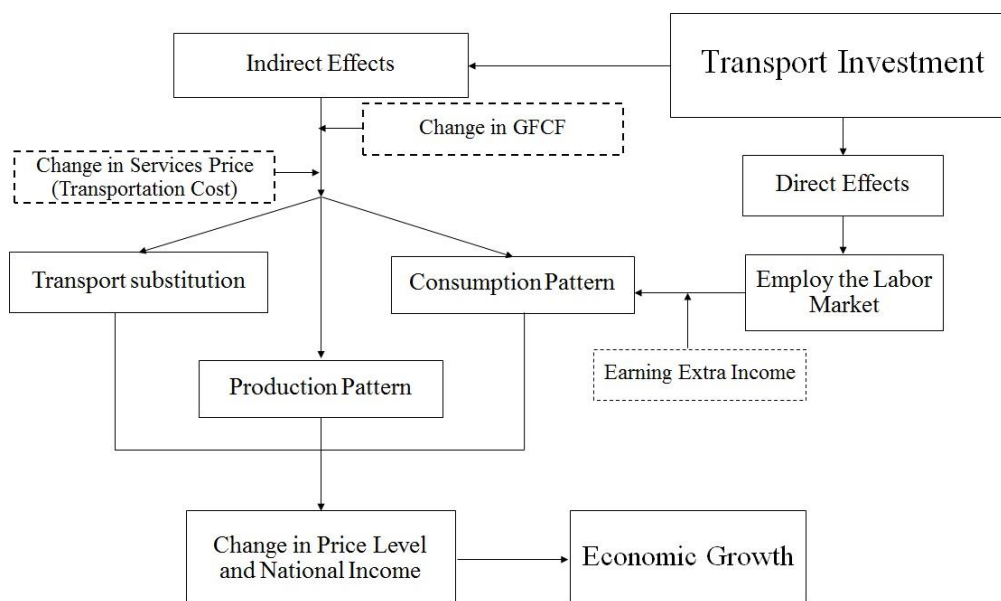 Indirect Effects
Transport Investment
Change in GFCF
Change in Services Price
(Transportation Cost)
Direct Effects
Transport substitution
Consumption Pattern
Employ the Labor
Market
Production Pattern
Earning Extra Income
Change in Price Level
and National Income
Economic Growth